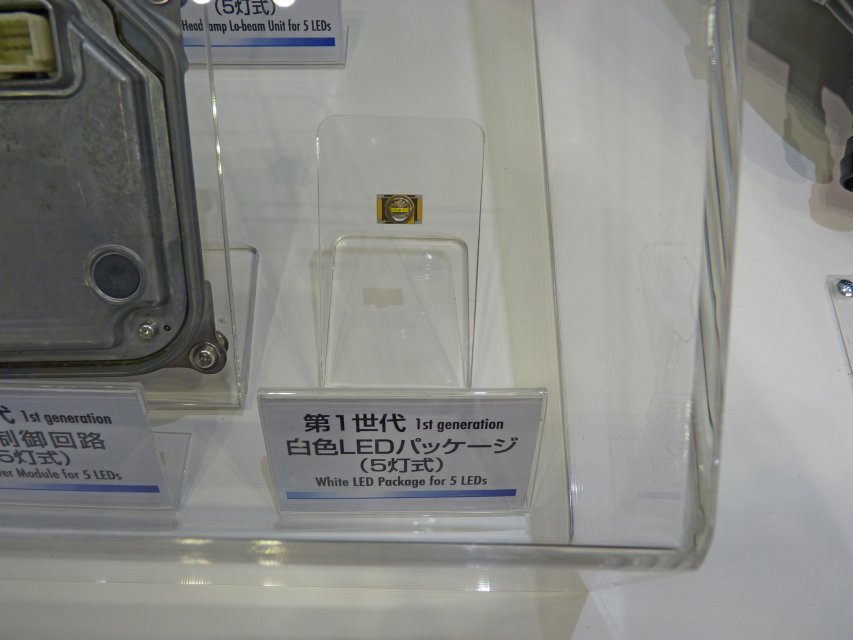 (5灯式)
Headlamp Lo-beam Unit for 5 LEDs
代 1st generation
制御回路
5灯式)
er Module for 5 LEDs
第1世代 1st generation
白色LEDパッケージ
(5灯式)
White LED Package for 5 LEDs